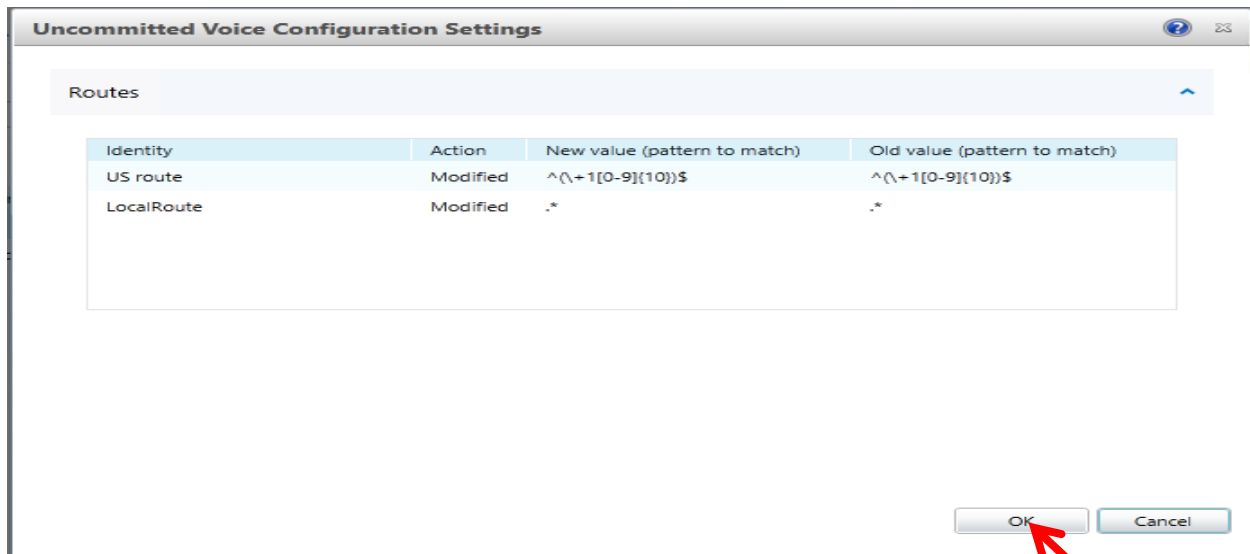 Uncommitted Voice Configuration Settings ?
Routes
Identity Action New value (pattern to match) Old value (pattern to match)
US route Modified ^(\+1[0-9]{10})$ ^(\+1[0-9]{10})$
LocalRoute Modified .* .*
OK Cancel